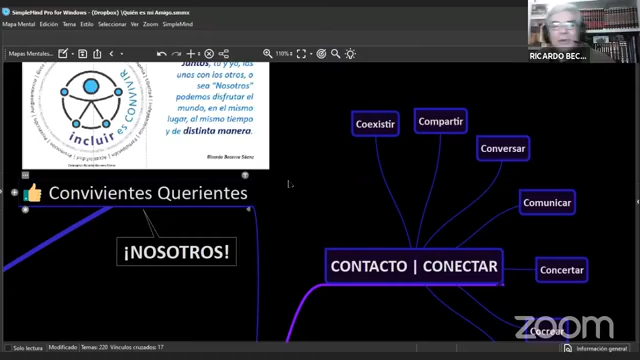 SimpleMind Pro for Windows - (Dropbox) \Quién es mi Amigo.smmx
Mapa Mental Edición Tema Estilo Seleccionar Ver Zoom SimpleMind
Mapas Mentales...
110%
RICARDO BEC...
Juntos, tu y yo, los
unos con los otros, o
sea "Nosotros"
podemos disfrutar el
mundo, en el mismo
lugar, al mismo tiempo
y de distinta manera.
incluir es CONVIVIR
Ricardo Becerra Sáenz
Convivientes Querientes
¡NOSOTROS!
Coexistir
Compartir
Conversar
Comunicar
CONTACTO | CONECTAR
Concertar
Cocrear
zoom
Solo lectura Modificado Temas: 220 Vínculos cruzados: 17
Información general